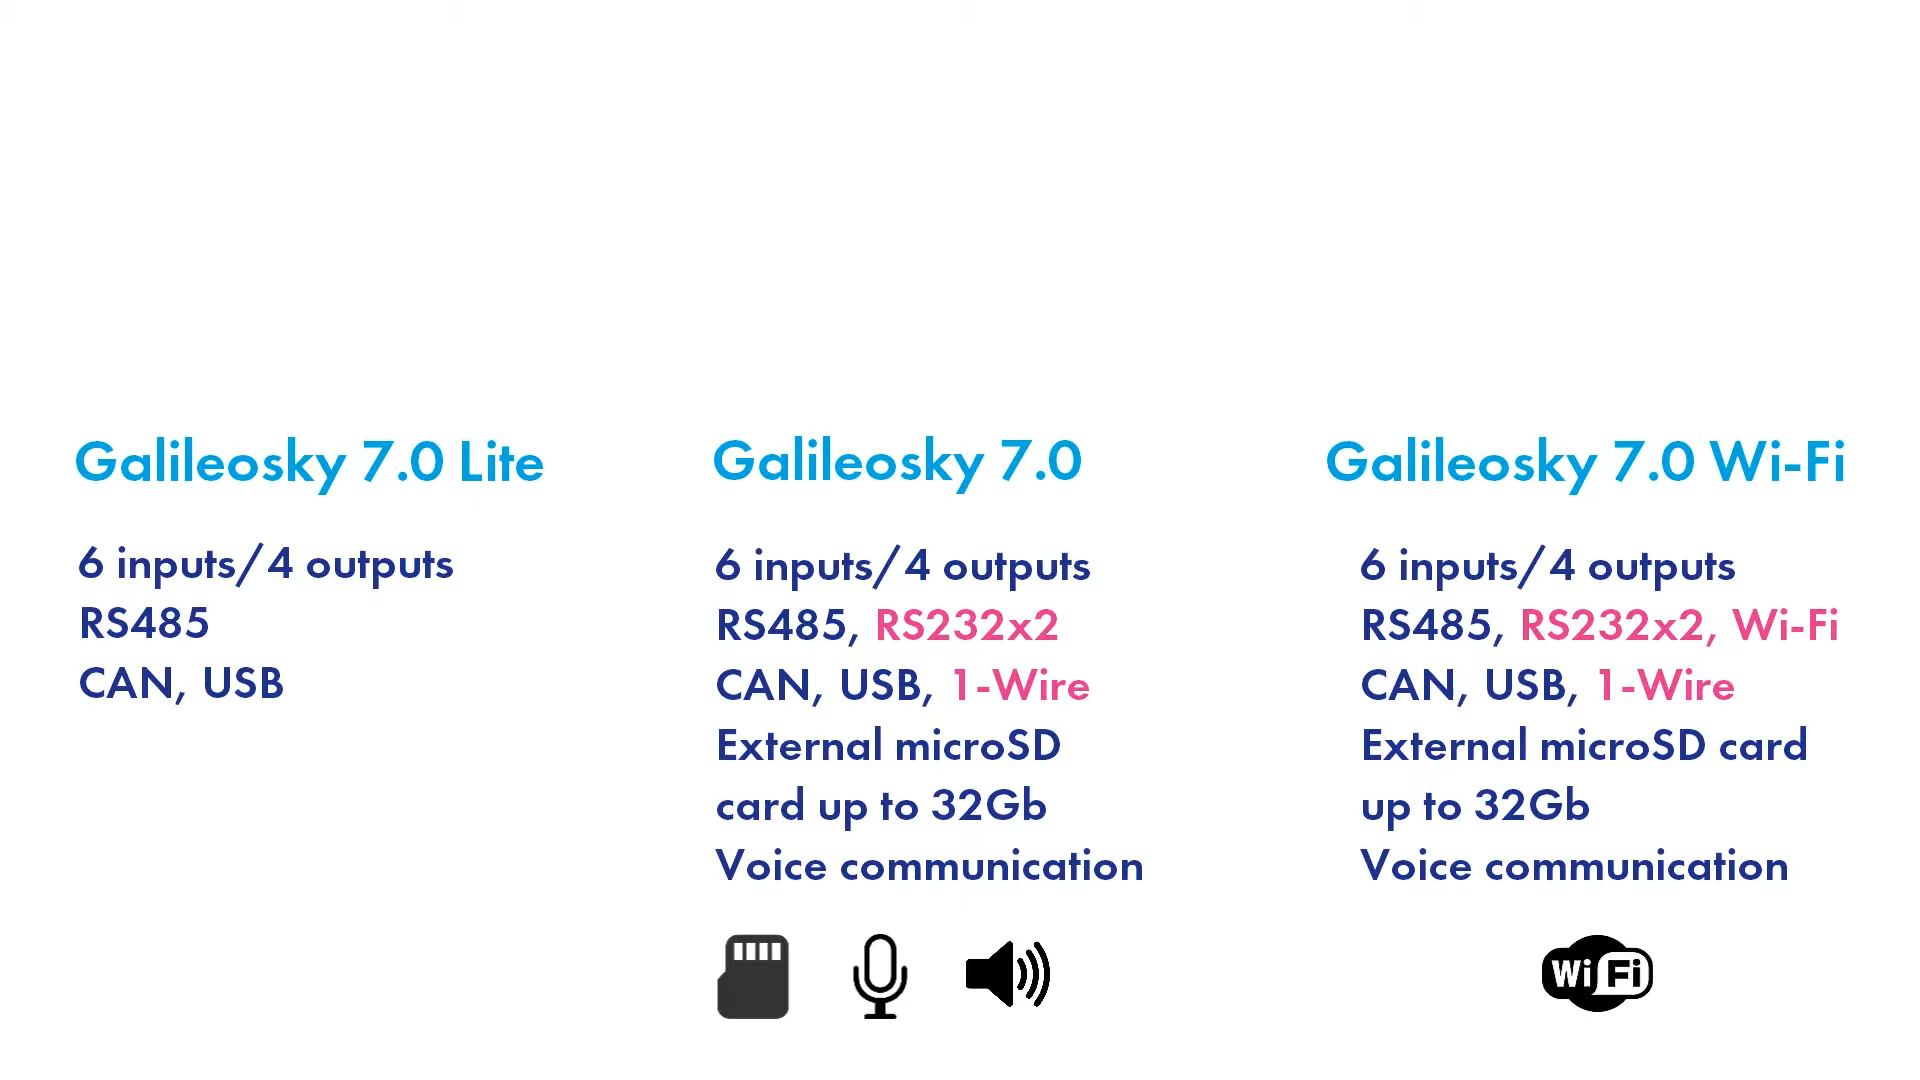 Galileosky 7.0 Lite
6 inputs/4 outputs
RS485
CAN, USB
Galileosky 7.0
6 inputs/4 outputs
RS485, RS232x2
CAN, USB, 1-Wire
External microSD
card up to 32Gb
Voice communication
Galileosky 7.0 Wi-Fi
6 inputs/4 outputs
RS485, RS232x2, Wi-Fi
CAN, USB, 1-Wire
External microSD card
up to 32Gb
Voice communication
Wi Fi